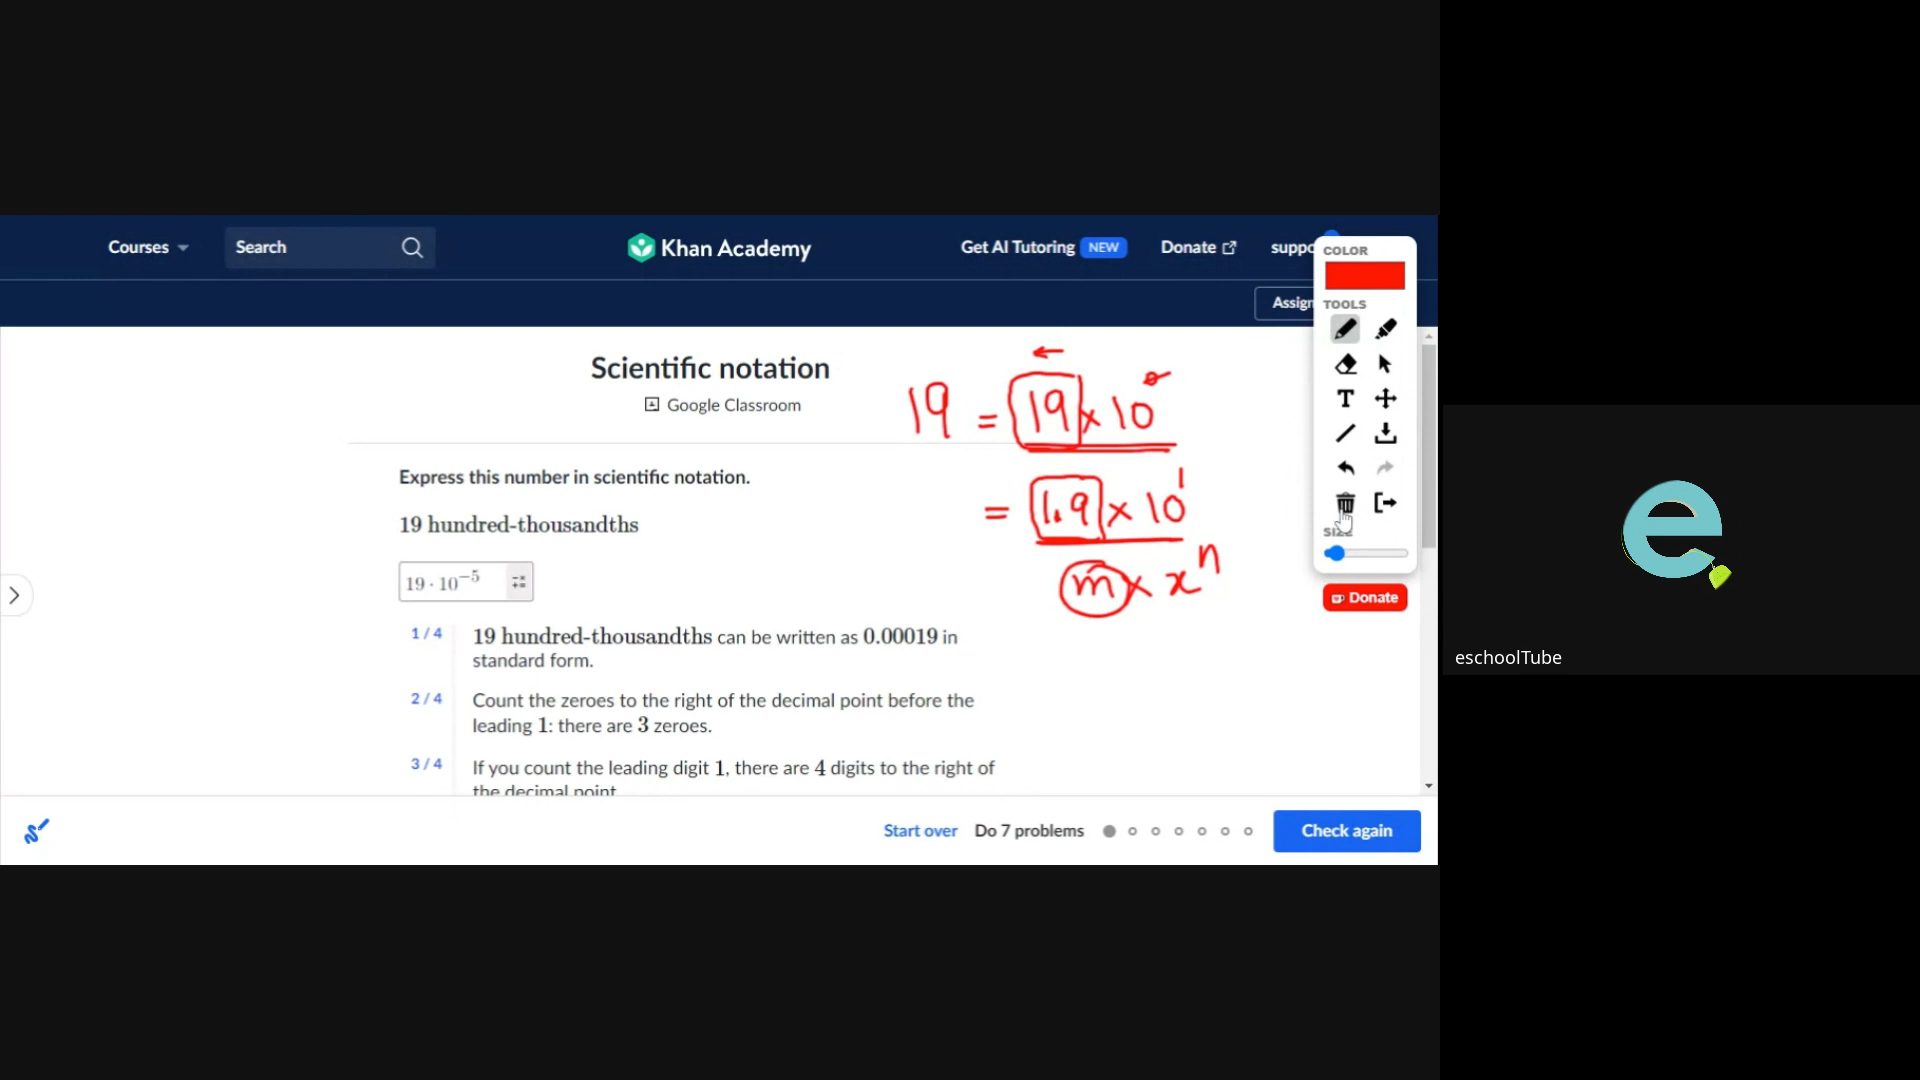 Courses
Search
Khan Academy
Get AI Tutoring NEW
Donate
suppo
Assign
COLOR
TOOLS
T
SIZE
Donate
Scientific notation
Google Classroom
19 = 19 × 10⁰
= 1.9 × 10¹
m × xⁿ
Express this number in scientific notation.
19 hundred-thousandths
19 · 10⁻⁵
1 / 4 19 hundred-thousandths can be written as 0.00019 in
standard form.
2 / 4 Count the zeroes to the right of the decimal point before the
leading 1: there are 3 zeroes.
3 / 4 If you count the leading digit 1, there are 4 digits to the right of
the decimal point
Start over Do 7 problems Check again
eschoolTube